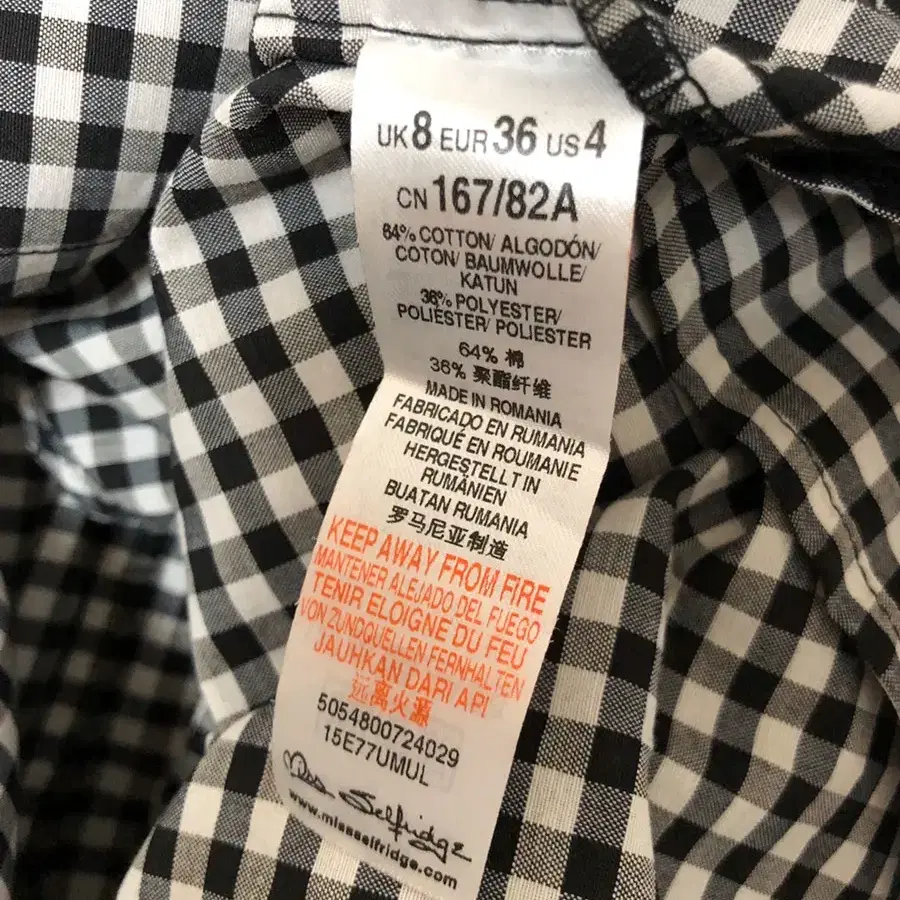 UK 8 EUR 36 US 4
CN 167/82A
64% COTTON/ ALGODÓN/
COTON/ BAUMWOLLE/
KATUN
36% POLYESTER/
POLIÉSTER/ POLIESTER
64% 棉
36% 聚酯纤维
MADE IN ROMANIA
FABRICADO EN RUMANIA
FABRIQUÉ EN ROUMANIE
HERGESTELLT IN
RUMÄNIEN
BUATAN RUMANIA
罗马尼亚制造
KEEP AWAY FROM FIRE
MANTENER ALEJADO DEL FUEGO
TENIR ELOIGNE DU FEU
VON ZUNDQUELLEN FERNHALTEN
JAUHKAN DARI API
远离火源
5054800724029
15E77UMUL
Miss Selfridge
www.missselfridge.com